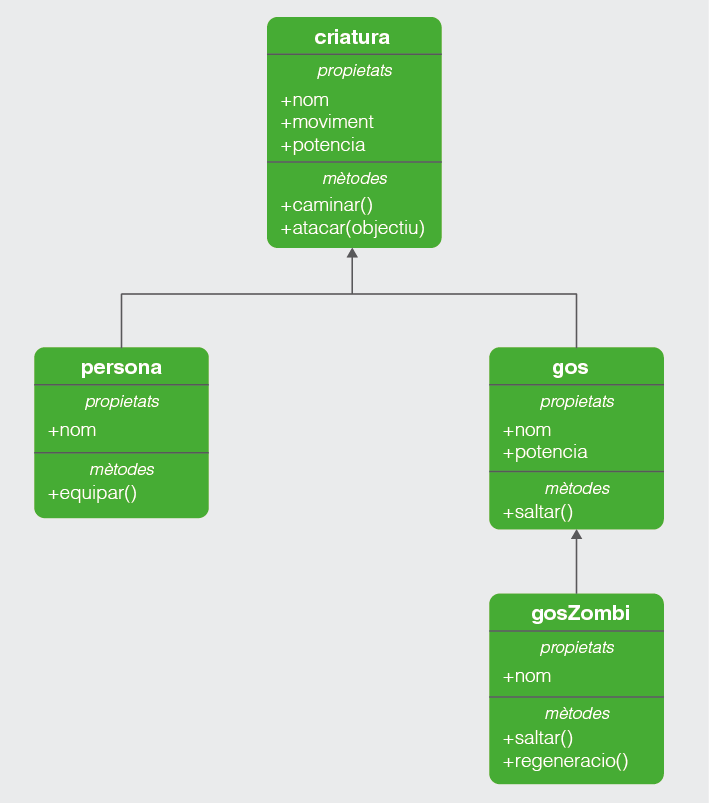 criatura
propietats
+nom
+moviment
+potencia
mètodes
+caminar()
+atacar(objectiu)
persona
propietats
+nom
mètodes
+equipar()
gos
propietats
+nom
+potencia
mètodes
+saltar()
gosZombi
propietats
+nom
mètodes
+saltar()
+regeneracio()